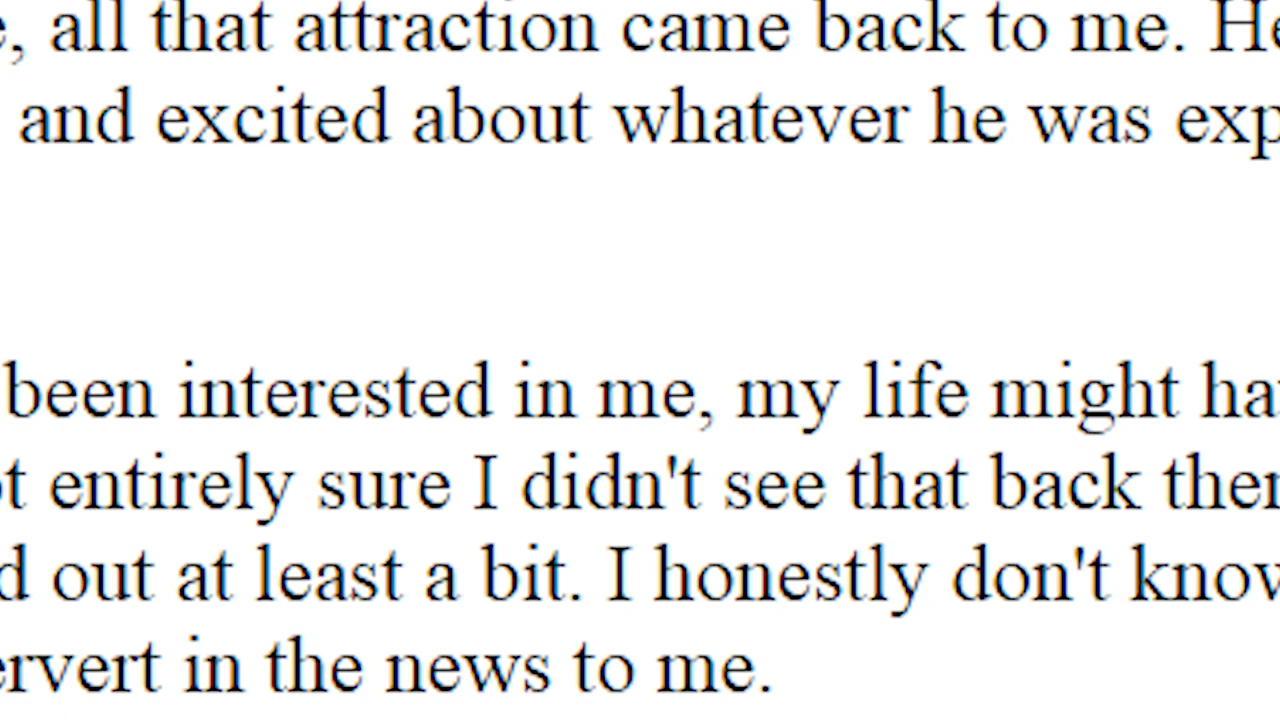 , all that attraction came back to me. He
and excited about whatever he was exp
been interested in me, my life might ha
entirely sure I didn't see that back ther
d out at least a bit. I honestly don't know
ervert in the news to me.